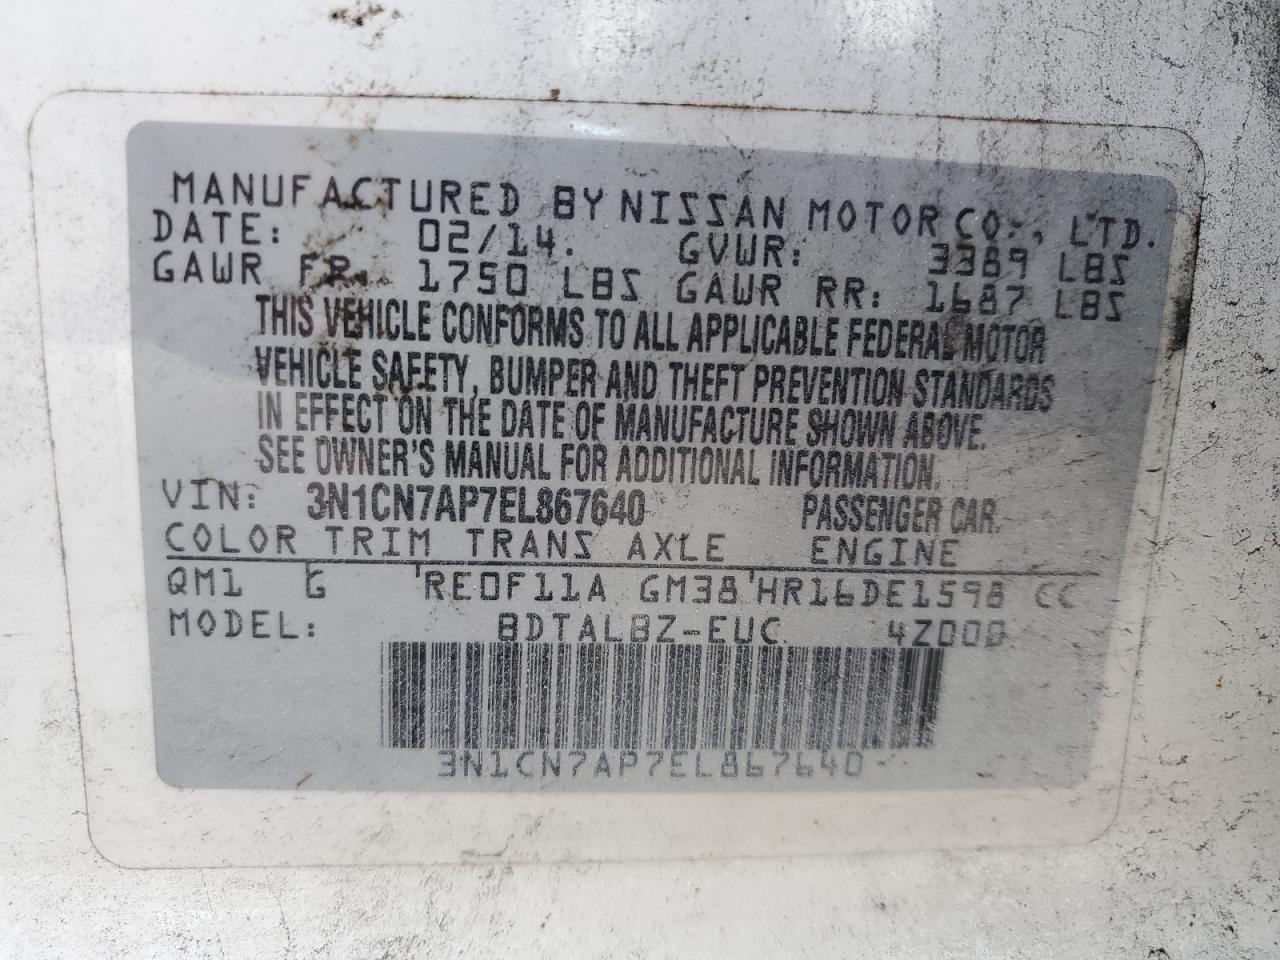 MANUFACTURED BY NISSAN MOTOR CO., LTD.
DATE: 02/14. GVWR: 3389 LBS
GAWR FR. 1750 LBS GAWR RR: 1687 LBS
THIS VEHICLE CONFORMS TO ALL APPLICABLE FEDERAL MOTOR
VEHICLE SAFETY, BUMPER AND THEFT PREVENTION STANDARDS
IN EFFECT ON THE DATE OF MANUFACTURE SHOWN ABOVE.
SEE OWNER'S MANUAL FOR ADDITIONAL INFORMATION.
VIN: 3N1CN7AP7EL867640 PASSENGER CAR.
COLOR TRIM TRANS AXLE ENGINE
QM1 G RE0F11A GM38 HR16DE1598 CC
MODEL: BDTALBZ-EUC 4Z000
3N1CN7AP7EL867640